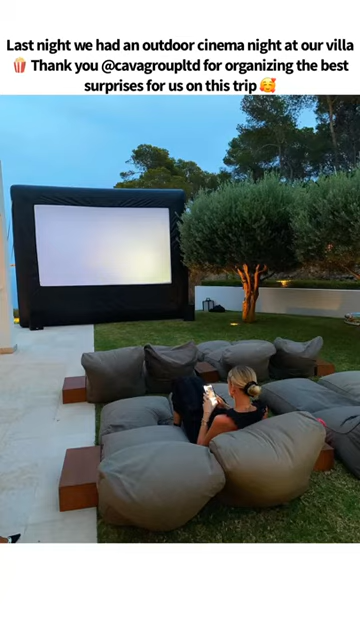 Last night we had an outdoor cinema night at our villa
🍿 Thank you @cavagroupltd for organizing the best
surprises for us on this trip 🥰